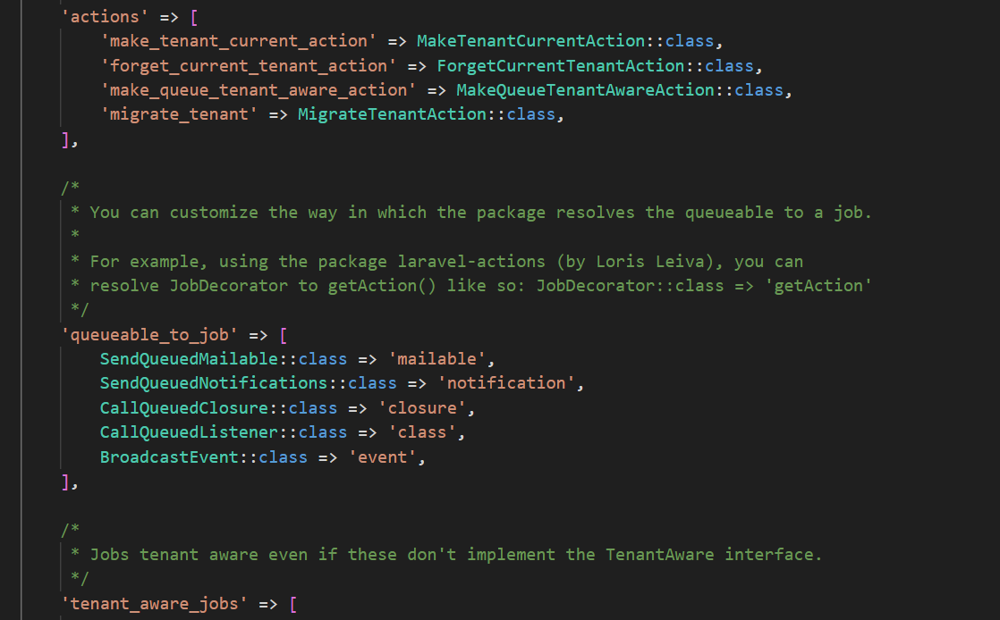 'actions' => [
'make_tenant_current_action' => MakeTenantCurrentAction::class,
'forget_current_tenant_action' => ForgetCurrentTenantAction::class,
'make_queue_tenant_aware_action' => MakeQueueTenantAwareAction::class,
'migrate_tenant' => MigrateTenantAction::class,
],
/*
* You can customize the way in which the package resolves the queueable to a job.
*
* For example, using the package laravel-actions (by Loris Leiva), you can
* resolve JobDecorator to getAction() like so: JobDecorator::class => 'getAction'
*/
'queueable_to_job' => [
SendQueuedMailable::class => 'mailable',
SendQueuedNotifications::class => 'notification',
CallQueuedClosure::class => 'closure',
CallQueuedListener::class => 'class',
BroadcastEvent::class => 'event',
],
/*
* Jobs tenant aware even if these don't implement the TenantAware interface.
*/
'tenant_aware_jobs' => [